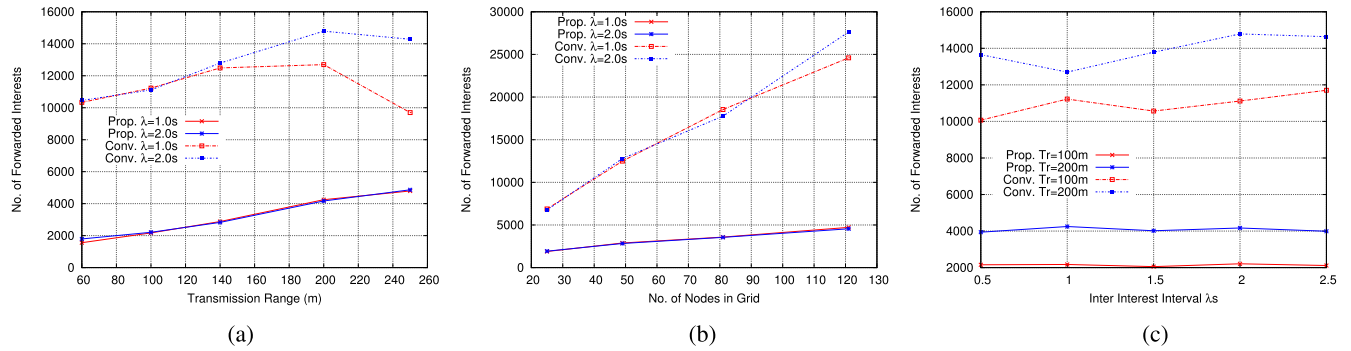 16000
14000
12000
10000
8000
6000
4000
2000
0
No. of Forwarded Interests
Prop. λ=1.0s
Prop. λ=2.0s
Conv. λ=1.0s
Conv. λ=2.0s
60 80 100 120 140 160 180 200 220 240 260
Transmission Range (m)
(a)
30000
25000
20000
15000
10000
5000
0
No. of Forwarded Interests
Prop. λ=1.0s
Prop. λ=2.0s
Conv. λ=1.0s
Conv. λ=2.0s
20 30 40 50 60 70 80 90 100 110 120 130
No. of Nodes in Grid
(b)
16000
14000
12000
10000
8000
6000
4000
2000
No. of Forwarded Interests
Prop. Tr=100m
Prop. Tr=200m
Conv. Tr=100m
Conv. Tr=200m
0.5 1 1.5 2 2.5
Inter Interest Interval λs
(c)